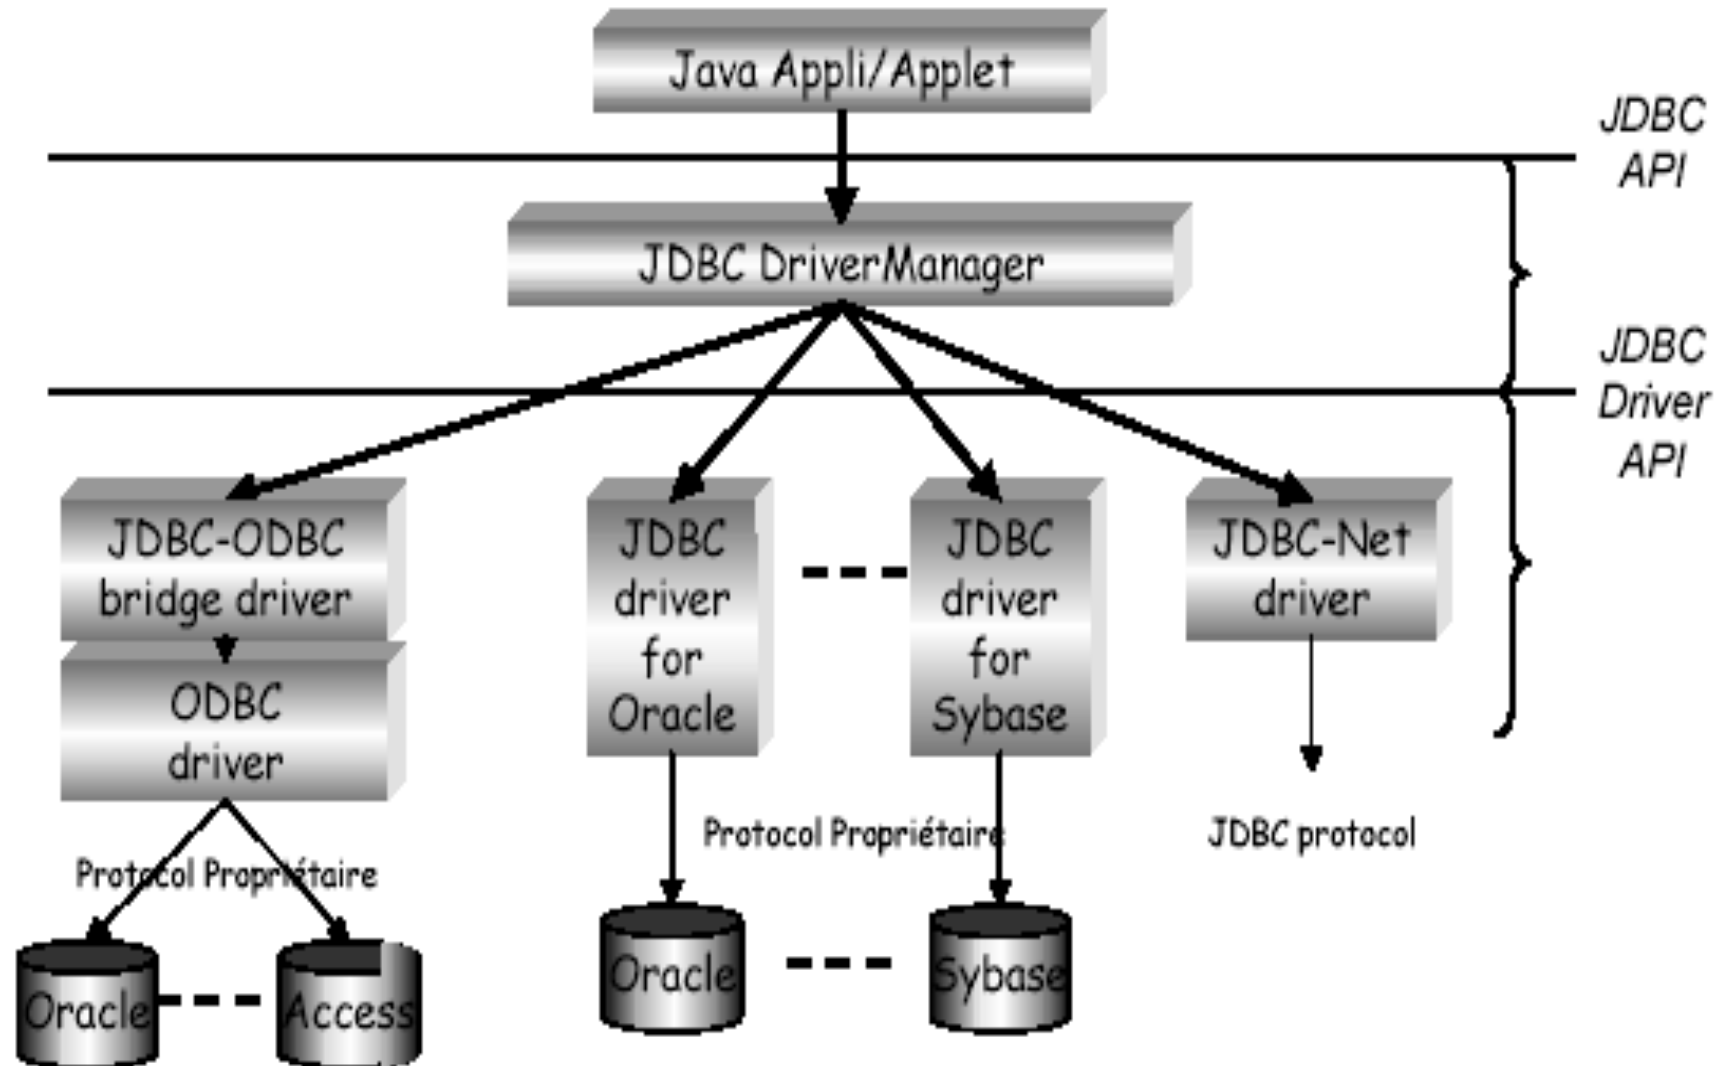 Java Appli/Applet
JDBC
API
JDBC DriverManager
JDBC
Driver
API
JDBC-ODBC
bridge driver
JDBC
driver
for
Oracle
JDBC
driver
for
Sybase
JDBC-Net
driver
ODBC
driver
Protocol Propriétaire
Protocol Propriétaire
JDBC protocol
Oracle
Access
Oracle
Sybase